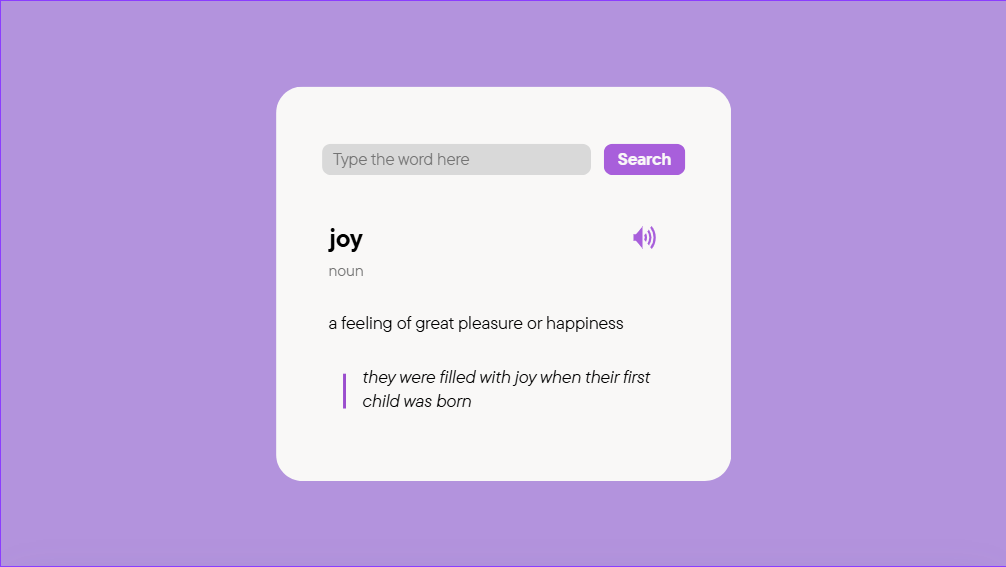 Type the word here
Search
joy
noun
a feeling of great pleasure or happiness
they were filled with joy when their first
child was born